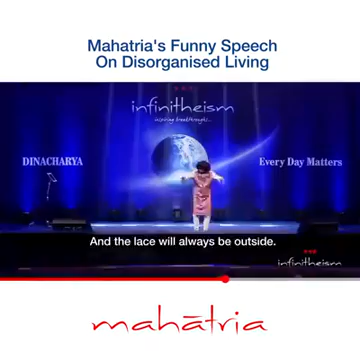 Mahatria's Funny Speech
On Disorganised Living
infinitheism
inspiring breakthroughs...
DINACHARYA
Every Day Matters
And the lace will always be outside.
infinitheism
mahātria